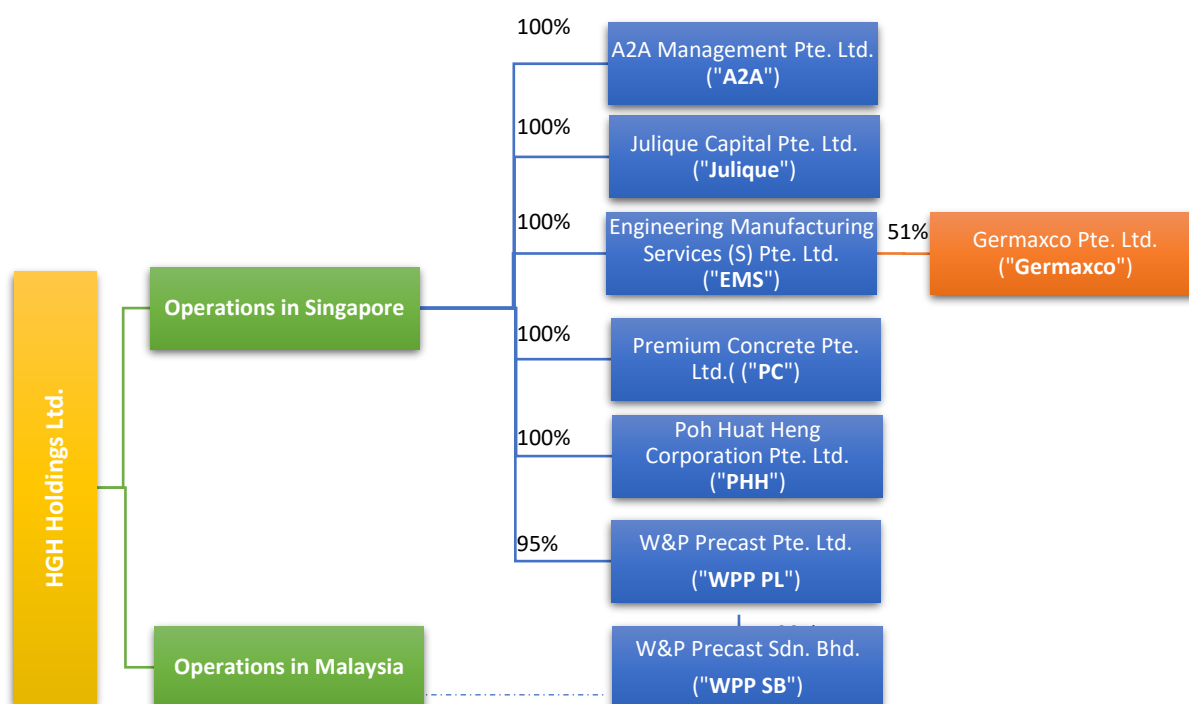 100%
A2A Management Pte. Ltd.
("A2A")
100%
Julique Capital Pte. Ltd.
("Julique")
100%
Engineering Manufacturing
Services (S) Pte. Ltd.
("EMS")
51%
Germaxco Pte. Ltd.
("Germaxco")
HGH Holdings Ltd.
Operations in Singapore
100%
Premium Concrete Pte.
Ltd.( ("PC")
100%
Poh Huat Heng
Corporation Pte. Ltd.
("PHH")
95%
W&P Precast Pte. Ltd.
("WPP PL")
Operations in Malaysia
W&P Precast Sdn. Bhd.
("WPP SB")